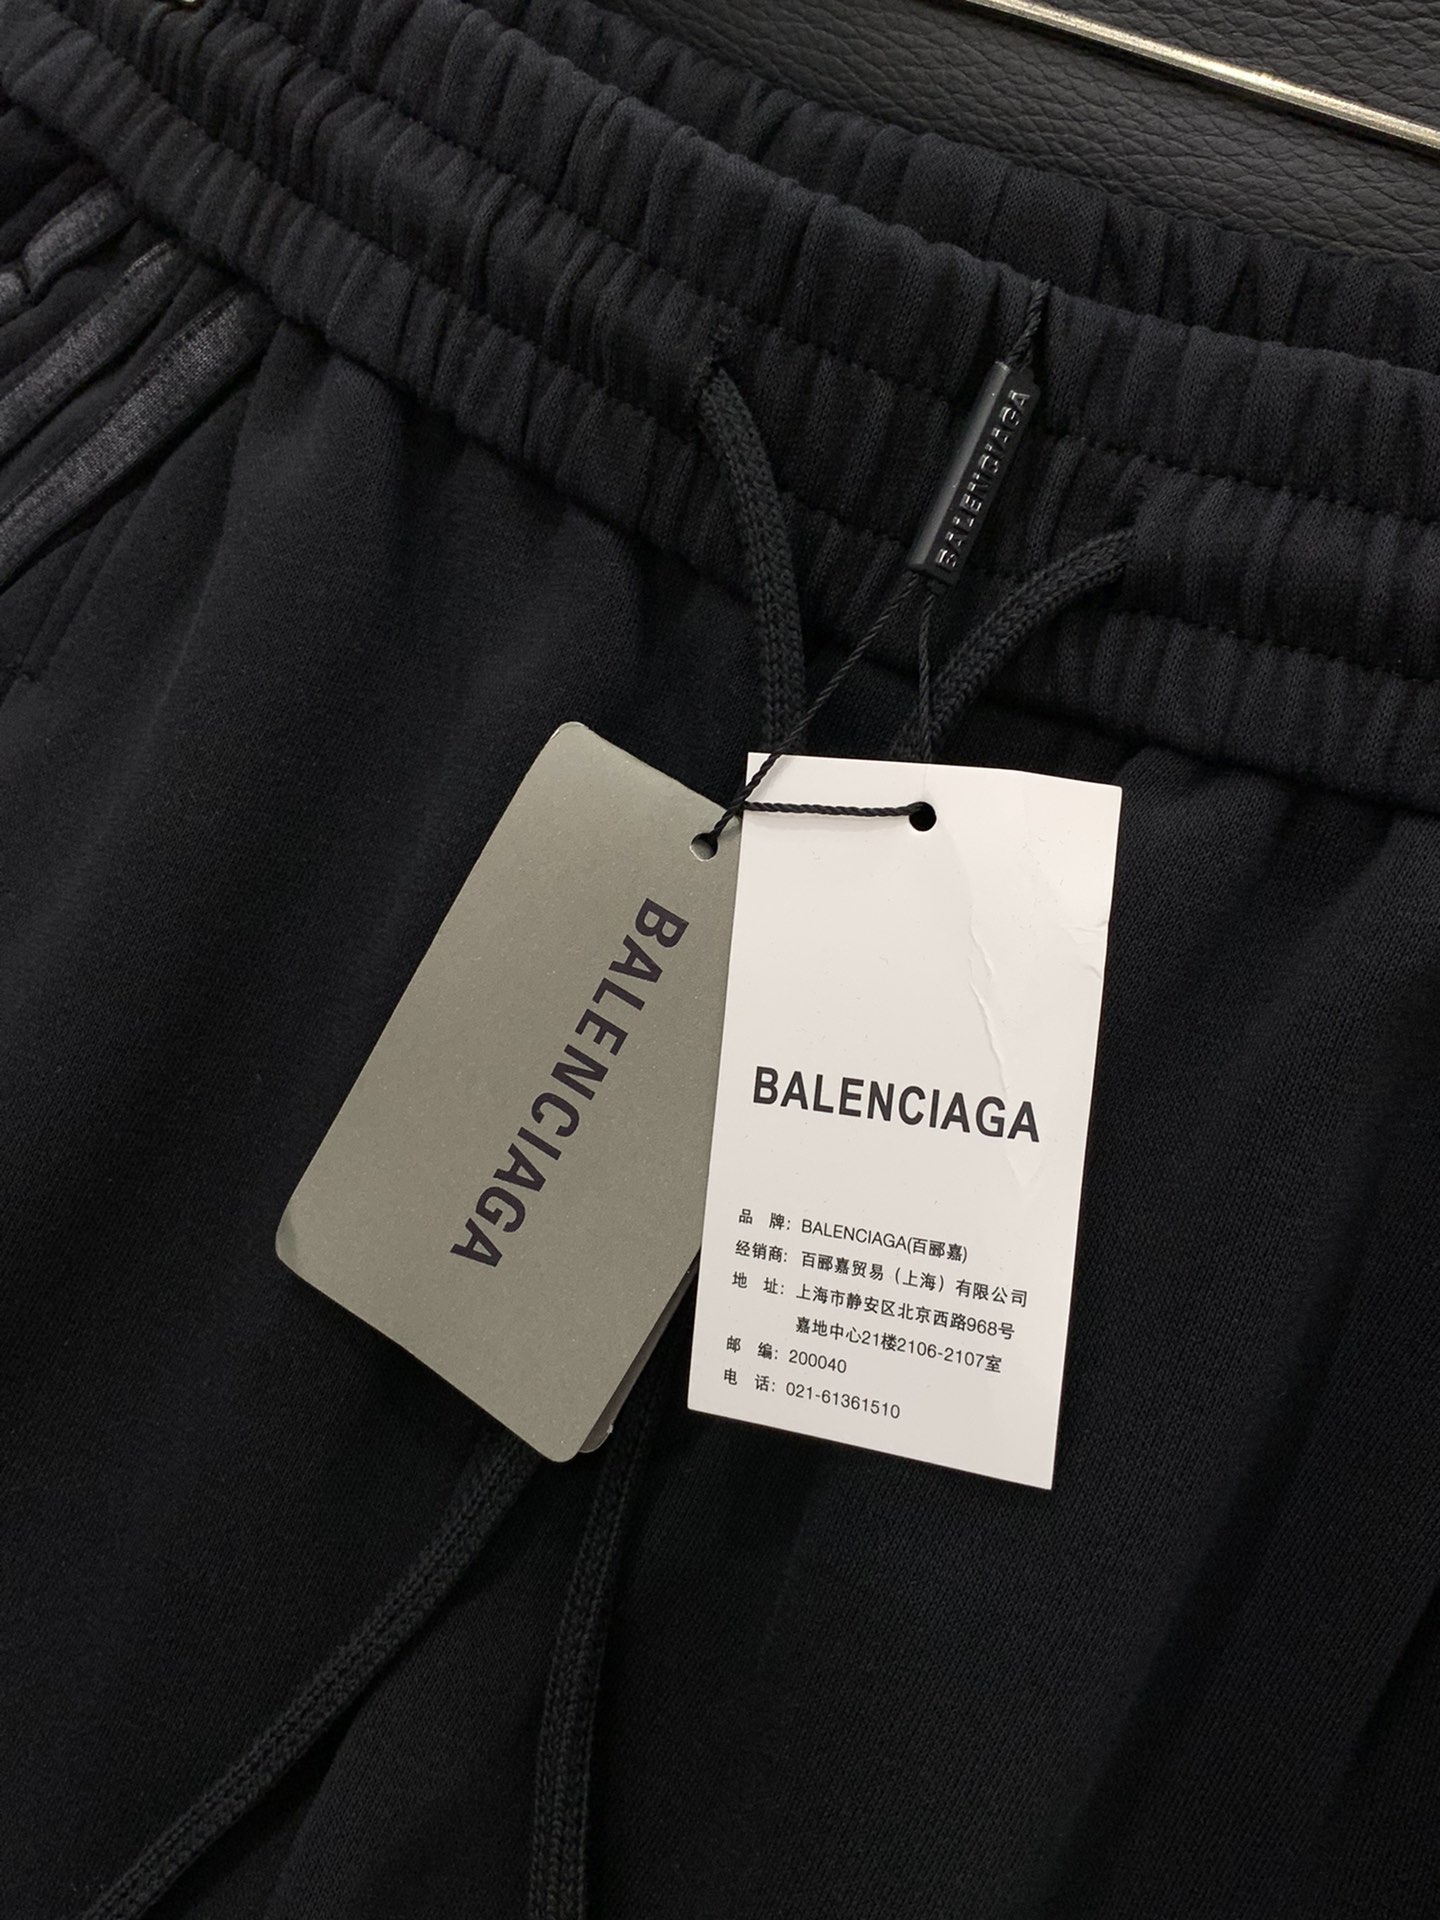 BALENCIAGA
BALENCIAGA
BALENCIAGA
品 牌: BALENCIAGA(百郦嘉)
经销商: 百郦嘉贸易（上海）有限公司
地 址: 上海市静安区北京西路968号
嘉地中心21楼2106-2107室
邮 编: 200040
电 话: 021-61361510